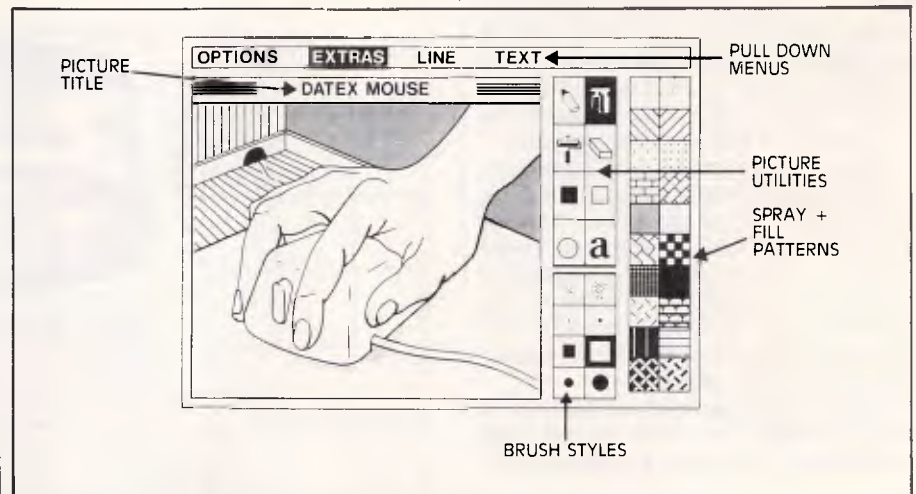 OPTIONS EXTRAS LINE TEXT
PULL DOWN
MENUS
PICTURE
TITLE
DATEX MOUSE
PICTURE
UTILITIES
a
SPRAY +
FILL
PATTERNS
BRUSH STYLES